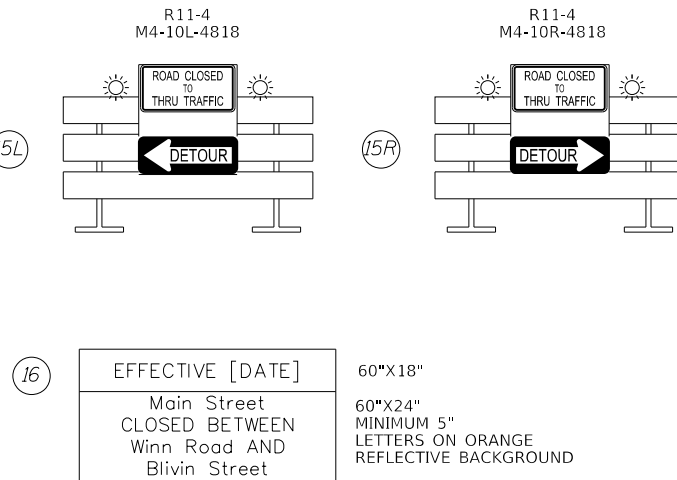 R11-4
M4-10L-4818
ROAD CLOSED
TO
THRU TRAFFIC
DETOUR
5L
R11-4
M4-10R-4818
ROAD CLOSED
TO
THRU TRAFFIC
DETOUR
15R
16
EFFECTIVE [DATE]
60"X18"
Main Street
CLOSED BETWEEN
Winn Road AND
Blivin Street
60"X24"
MINIMUM 5"
LETTERS ON ORANGE
REFLECTIVE BACKGROUND